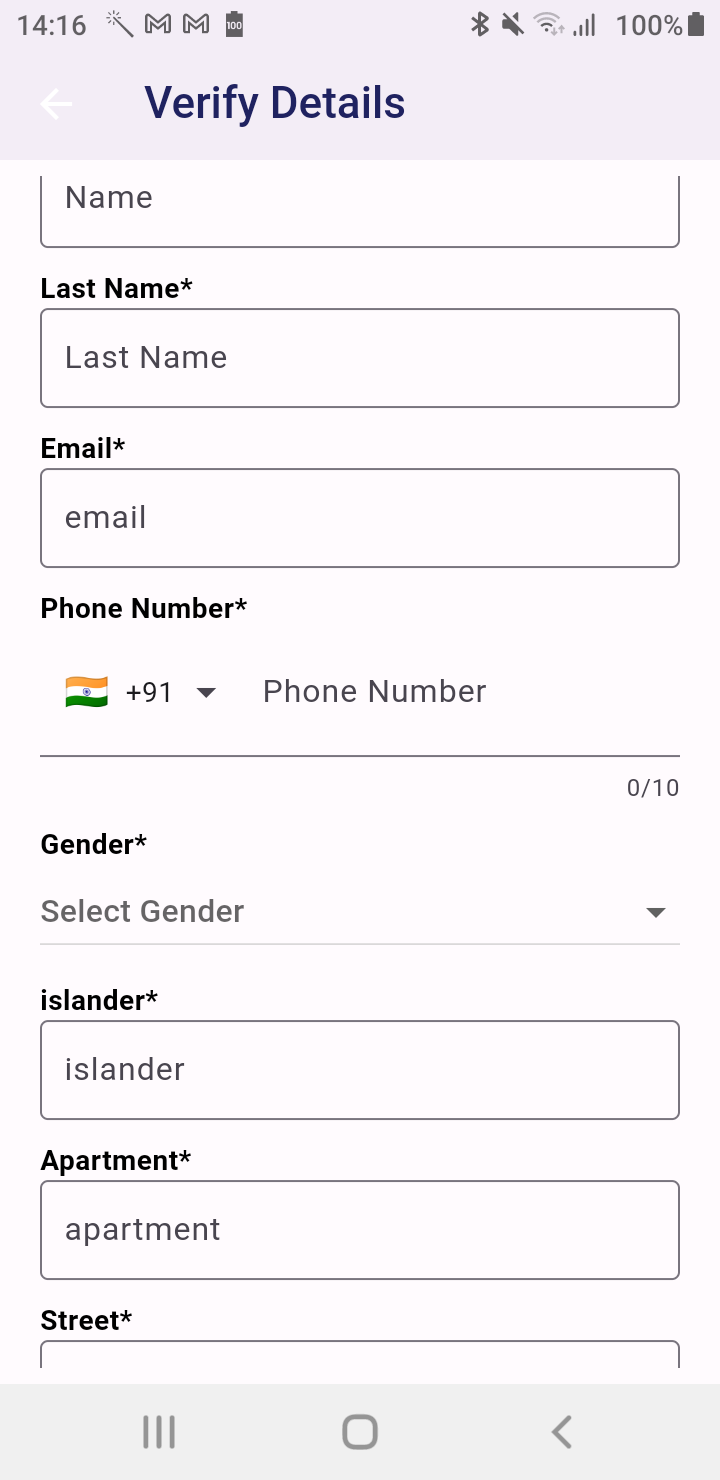 14:16
100
100%
Verify Details
Name
Last Name*
Last Name
Email*
email
Phone Number*
+91
Phone Number
0/10
Gender*
Select Gender
islander*
islander
Apartment*
apartment
Street*